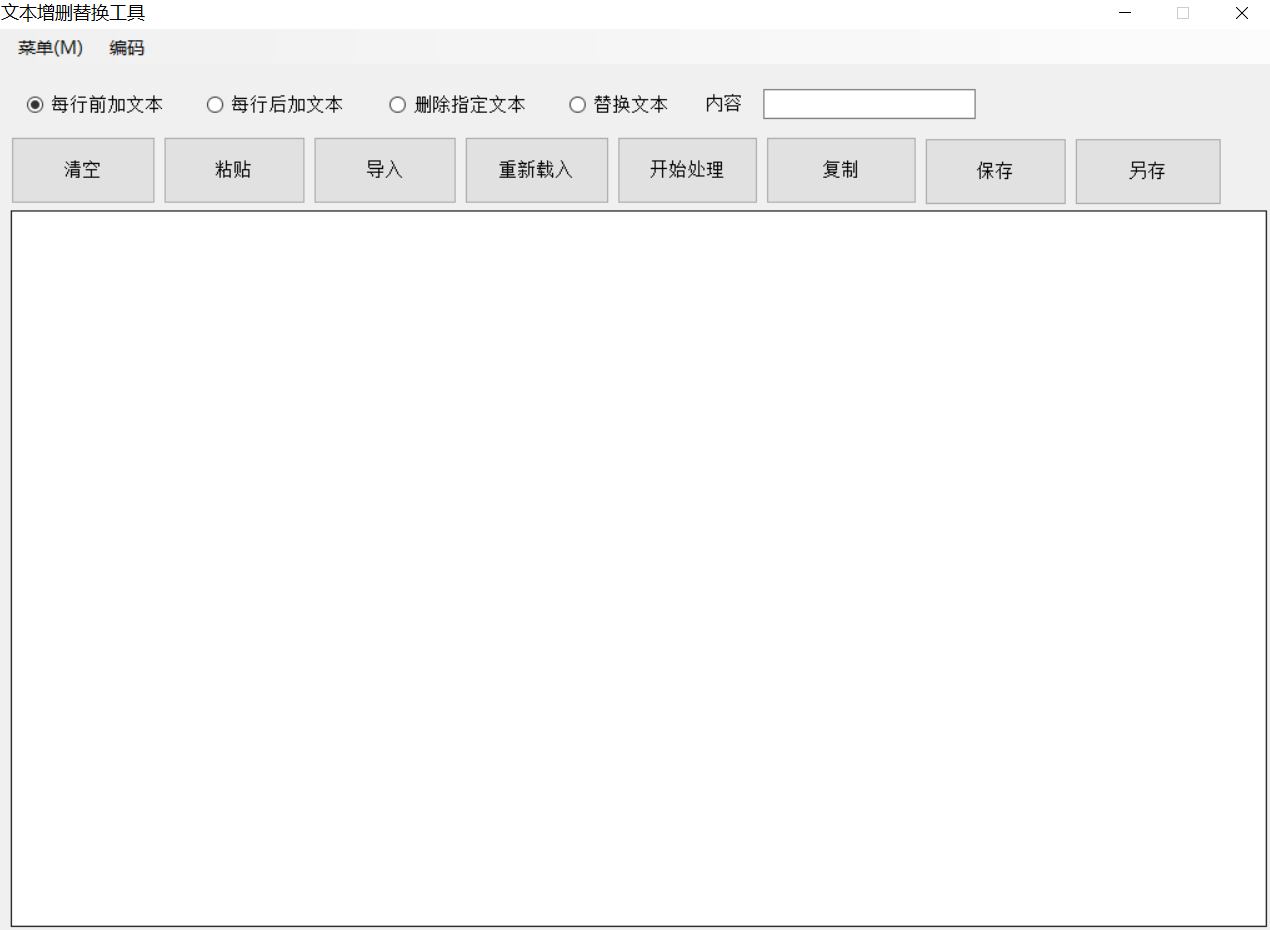 文本增删替换工具
菜单(M) 编码
每行前加文本 每行后加文本 删除指定文本 替换文本 内容
清空 粘贴 导入 重新载入 开始处理 复制 保存 另存